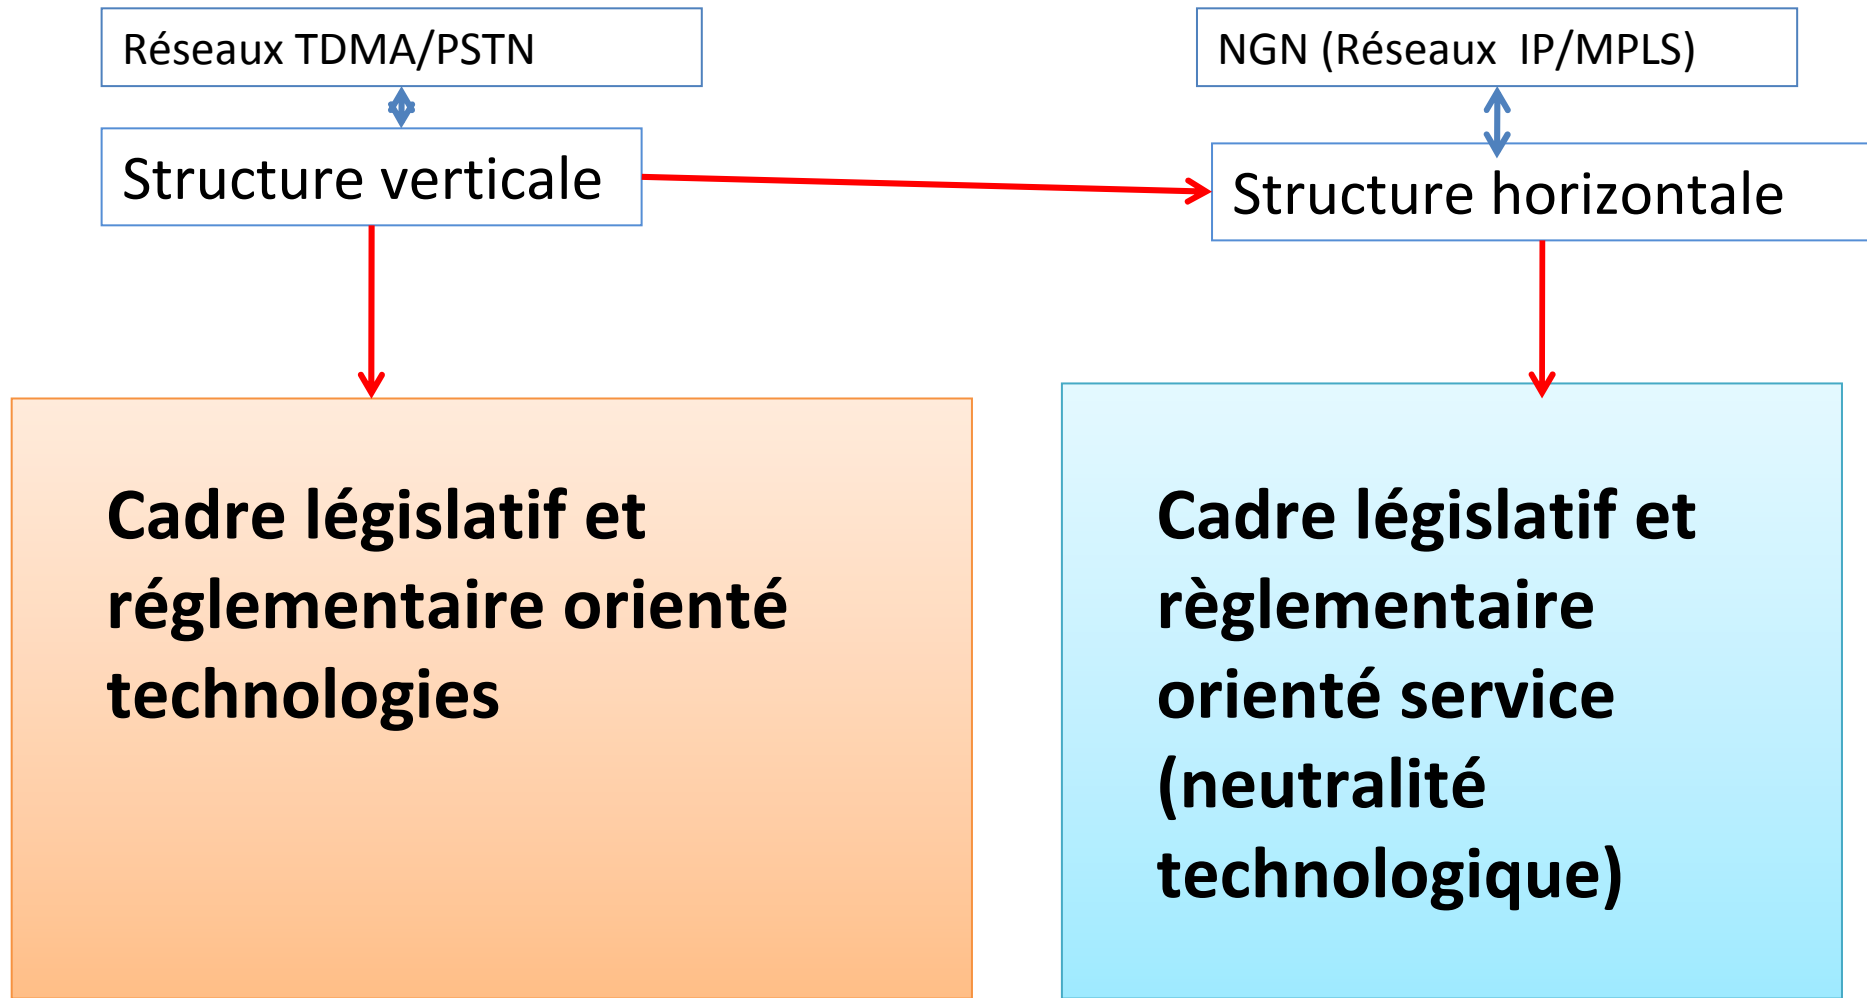 Réseaux TDMA/PSTN
NGN (Réseaux  IP/MPLS)
Structure verticale
Structure horizontale
Cadre législatif et
réglementaire orienté
technologies
Cadre législatif et
règlementaire
orienté service
(neutralité
technologique)